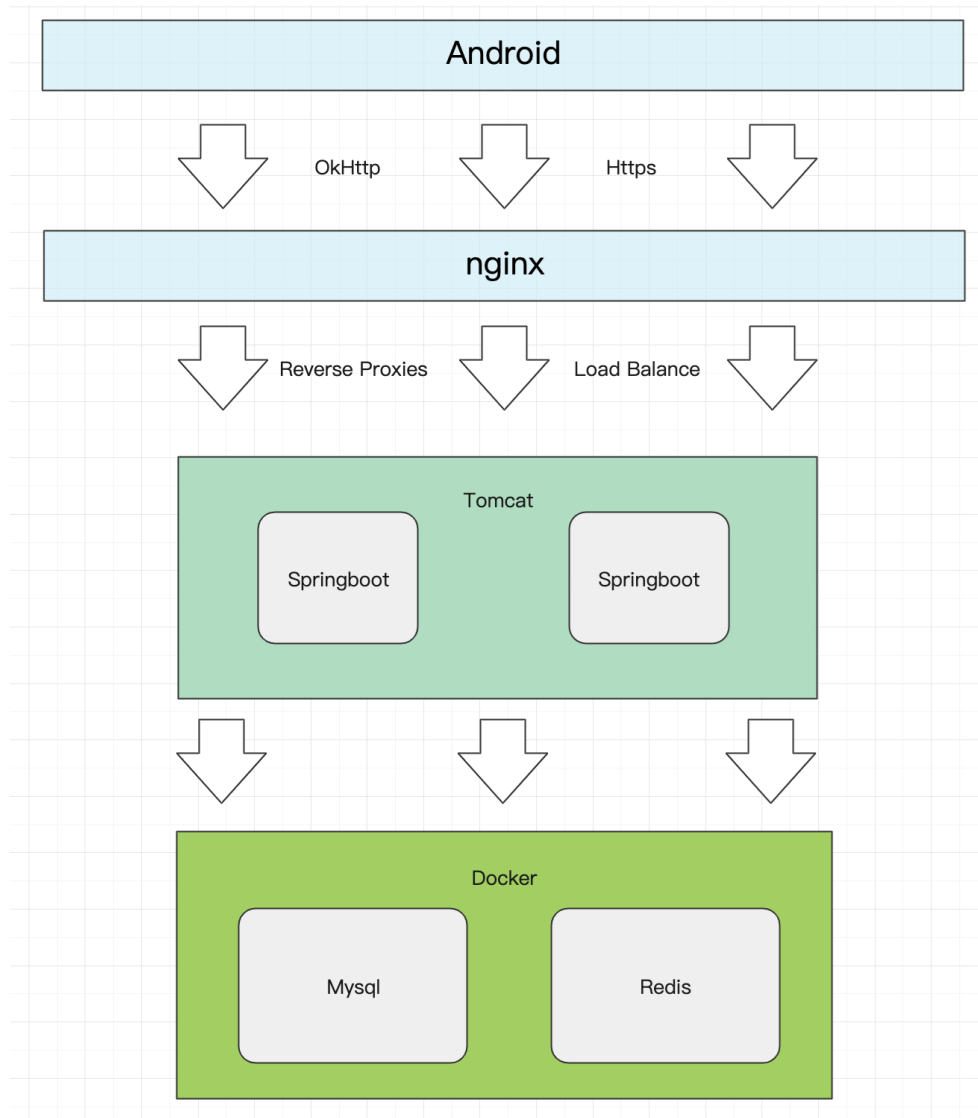 Android
OkHttp
Https
nginx
Reverse Proxies
Load Balance
Tomcat
Springboot
Springboot
Docker
Mysql
Redis